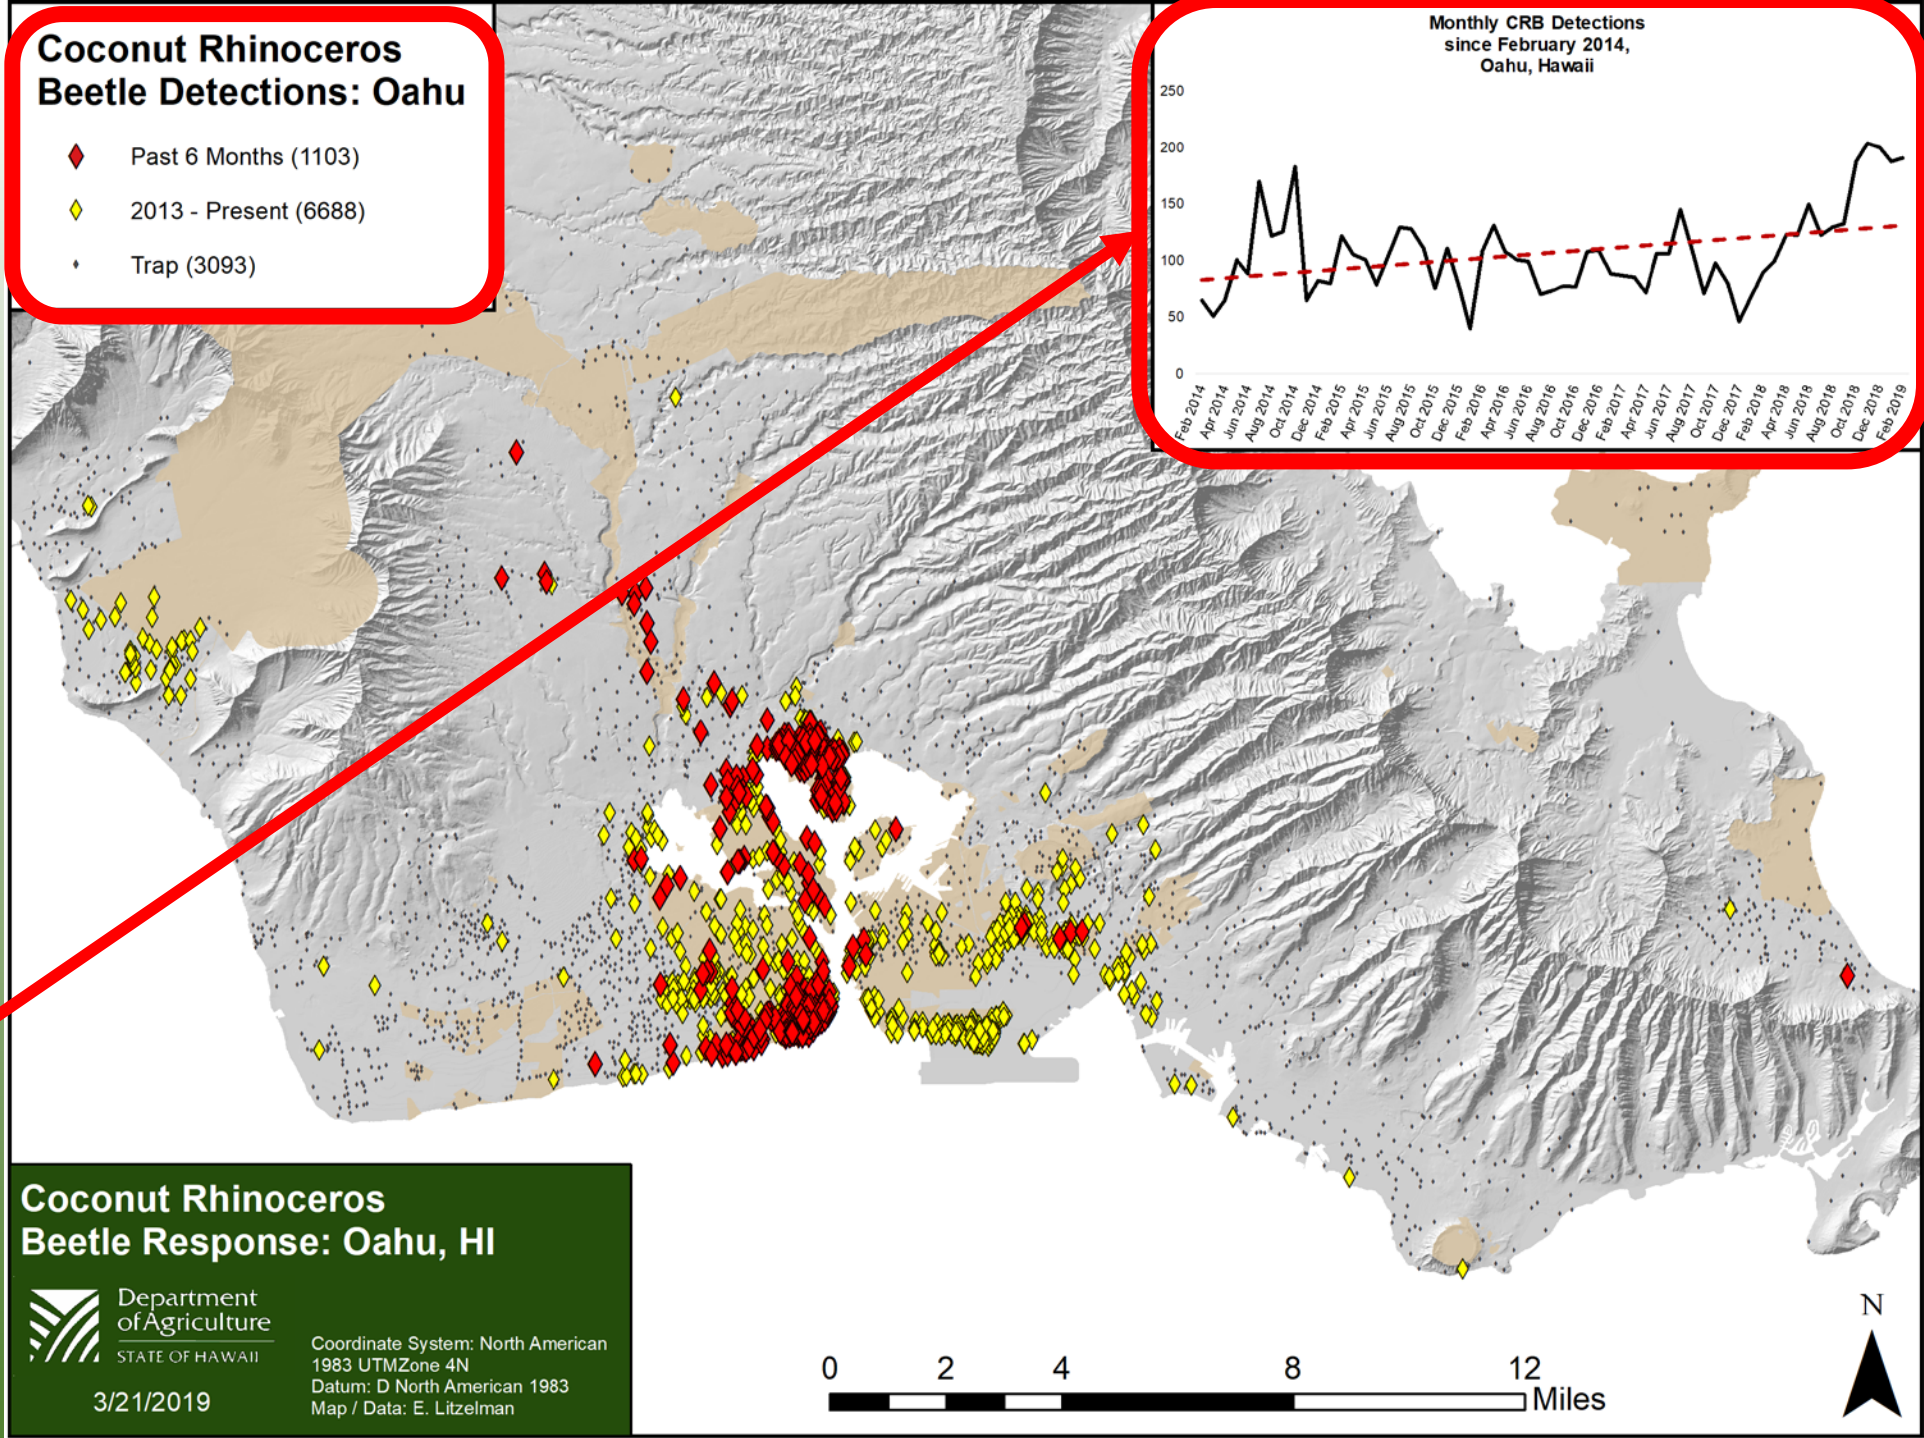 Coconut Rhinoceros
Beetle Detections: Oahu
Past 6 Months (1103)
2013 - Present (6688)
Trap (3093)
Monthly CRB Detections
since February 2014,
Oahu, Hawaii
250
200
150
100
50
0
Feb 2014
Apr 2014
Jun 2014
Aug 2014
Oct 2014
Dec 2014
Feb 2015
Apr 2015
Jun 2015
Aug 2015
Oct 2015
Dec 2015
Feb 2016
Apr 2016
Jun 2016
Aug 2016
Oct 2016
Dec 2016
Feb 2017
Apr 2017
Jun 2017
Aug 2017
Oct 2017
Dec 2017
Feb 2018
Apr 2018
Jun 2018
Aug 2018
Oct 2018
Dec 2018
Feb 2019
Coconut Rhinoceros
Beetle Response: Oahu, HI
Department
of Agriculture
STATE OF HAWAII
3/21/2019
Coordinate System: North American
1983 UTMZone 4N
Datum: D North American 1983
Map / Data: E. Litzelman
0 2 4 8 12
Miles
N